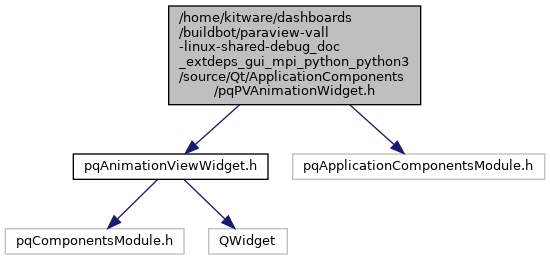 /home/kitware/dashboards
/buildbot/paraview-vall
-linux-shared-debug_doc
_extdeps_gui_mpi_python_python3
/source/Qt/ApplicationComponents
/pqPVAnimationWidget.h
pqAnimationViewWidget.h
pqApplicationComponentsModule.h
pqComponentsModule.h
QWidget